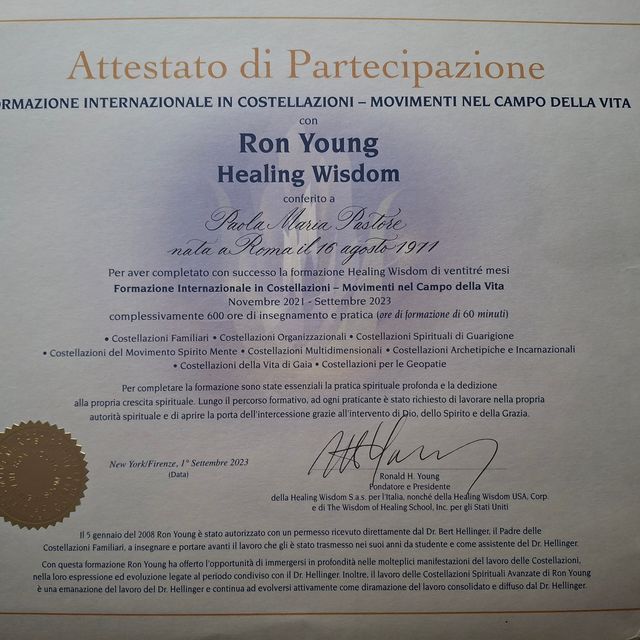 Attestato di Partecipazione
ORMAZIONE INTERNAZIONALE IN COSTELLAZIONI – MOVIMENTI NEL CAMPO DELLA VITA
con
Ron Young
Healing Wisdom
conferito a
Paola Maria Pastore
nata a Roma il 16 agosto 1971
Per aver completato con successo la formazione Healing Wisdom di ventitré mesi
Formazione Internazionale in Costellazioni – Movimenti nel Campo della Vita
Novembre 2021 - Settembre 2023
complessivamente 600 ore di insegnamento e pratica (ore di formazione di 60 minuti)
• Costellazioni Familiari • Costellazioni Organizzazionali • Costellazioni Spirituali di Guarigione
• Costellazioni del Movimento Spirito Mente • Costellazioni Multidimensionali • Costellazioni Archetipiche e Incarnazionali
• Costellazioni della Vita di Gaia • Costellazioni per le Geopatie
Per completare la formazione sono state essenziali la pratica spirituale profonda e la dedizione
alla propria crescita spirituale. Lungo il percorso formativo, ad ogni praticante è stato richiesto di lavorare nella propria
autorità spirituale e di aprire la porta dell'intercessione grazie all'intervento di Dio, dello Spirito e della Grazia.
New York/Firenze, 1° Settembre 2023
(Data)
Ronald H. Young
Fondatore e Presidente
della Healing Wisdom S.a.s. per l'Italia, nonché della Healing Wisdom USA, Corp.
e di The Wisdom of Healing School, Inc. per gli Stati Uniti
Il 5 gennaio del 2008 Ron Young è stato autorizzato con un permesso ricevuto direttamente dal Dr. Bert Hellinger, il Padre delle
Costellazioni Familiari, a insegnare e portare avanti il lavoro che gli è stato trasmesso nei suoi anni da studente e come assistente del Dr. Hellinger.
Con questa formazione Ron Young ha offerto l'opportunità di immergersi in profondità nelle molteplici manifestazioni del lavoro delle Costellazioni,
nella loro espressione ed evoluzione legate al periodo condiviso con il Dr. Hellinger. Inoltre, il lavoro delle Costellazioni Spirituali Avanzate di Ron Young
è una emanazione del lavoro del Dr. Hellinger e continua ad evolversi attivamente come diramazione del lavoro consolidato e diffuso dal Dr. Hellinger.